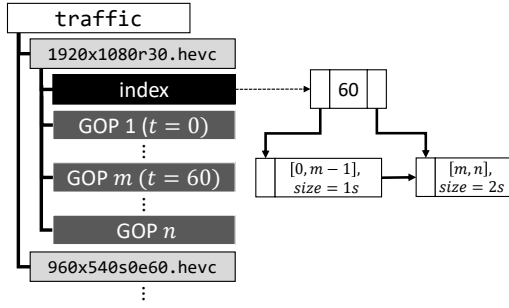 traffic
1920x1080r30.hevc
index
60
GOP 1 (t = 0)
⋮
GOP m (t = 60)
[0, m − 1],
size = 1s
[m, n],
size = 2s
⋮
GOP n
960x540s0e60.hevc
⋮